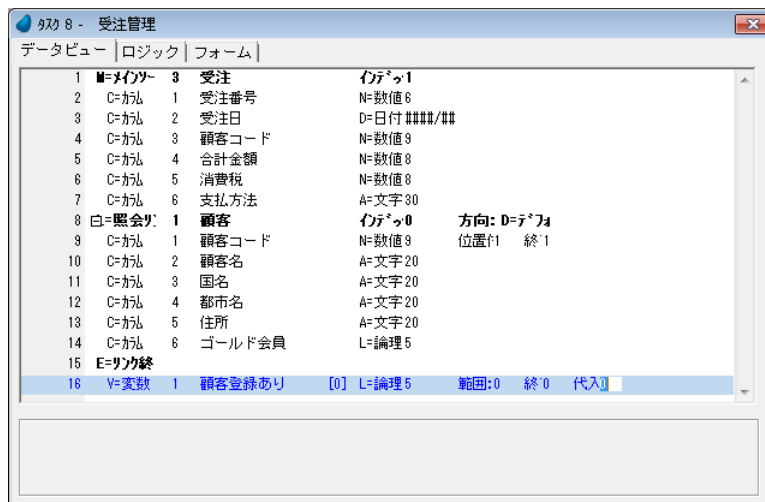 ﾀｽｸ 8 - 受注管理
データビュー ロジック フォーム
1 M=ﾒｲﾝｿｰ 3 受注 ｲﾝﾃﾞｯ1
2 C=ｶﾗﾑ 1 受注番号 N=数値 6
3 C=ｶﾗﾑ 2 受注日 D=日付 ####/##
4 C=ｶﾗﾑ 3 顧客コード N=数値 9
5 C=ｶﾗﾑ 4 合計金額 N=数値 8
6 C=ｶﾗﾑ 5 消費税 N=数値 8
7 C=ｶﾗﾑ 6 支払方法 A=文字 30
8 =照会ﾘﾝ 1 顧客 ｲﾝﾃﾞｯ0 方向: D=ﾃﾞﾌｫ
9 C=ｶﾗﾑ 1 顧客コード N=数値 9 位置付1 終1
10 C=ｶﾗﾑ 2 顧客名 A=文字 20
11 C=ｶﾗﾑ 3 国名 A=文字 20
12 C=ｶﾗﾑ 4 都市名 A=文字 20
13 C=ｶﾗﾑ 5 住所 A=文字 20
14 C=ｶﾗﾑ 6 ゴールド会員 L=論理 5
15 E=ﾘﾝｸ終
16 V=変数 1 顧客登録あり [0] L=論理 5 範囲:0 終0 代入0